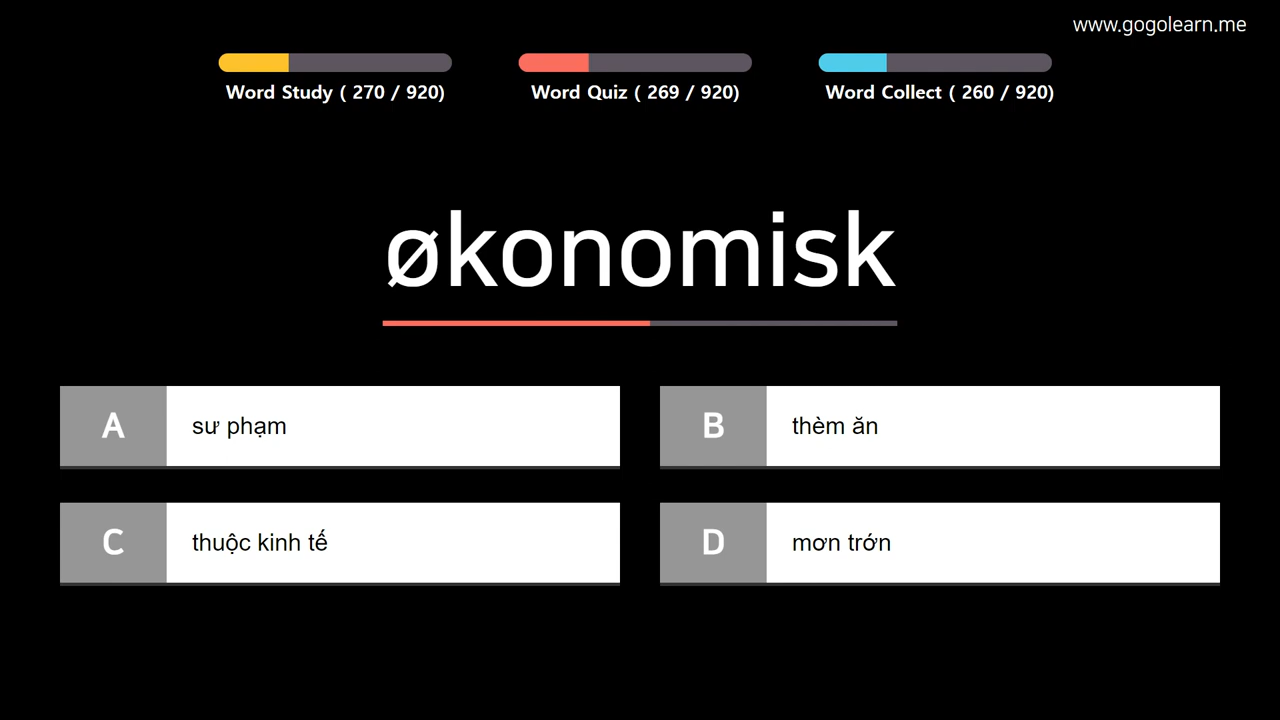 www.gogolearn.me
Word Study ( 270 / 920)
Word Quiz ( 269 / 920)
Word Collect ( 260 / 920)
økonomisk
A
sư phạm
B
thèm ăn
C
thuộc kinh tế
D
mơn trớn